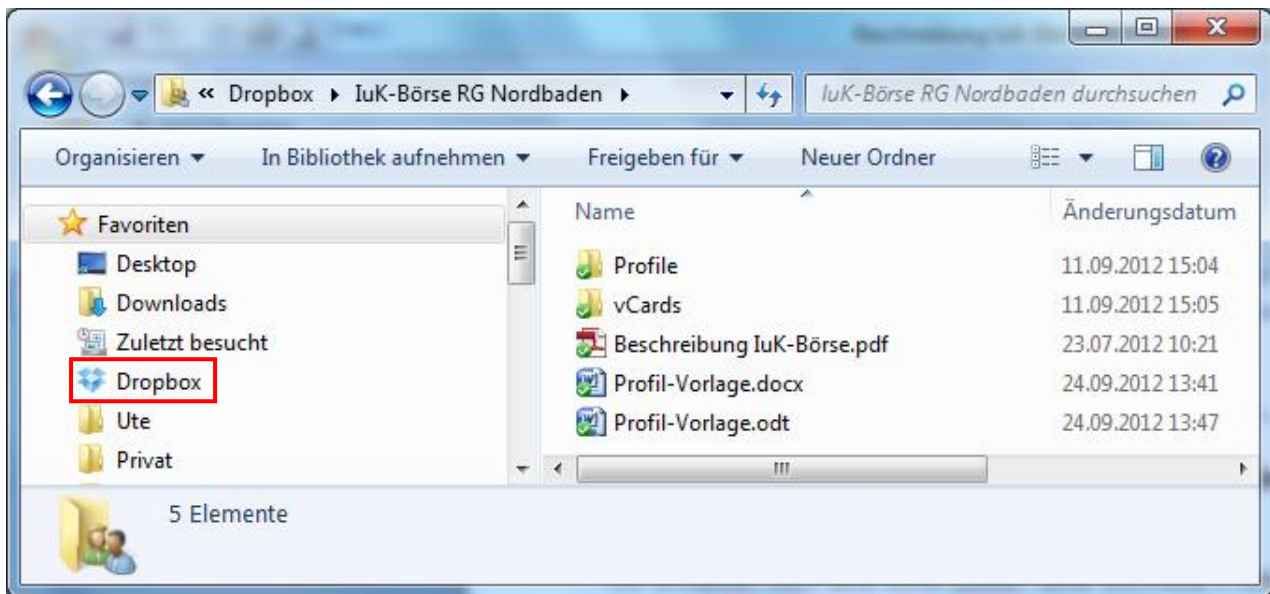 « Dropbox ▸ IuK-Börse RG Nordbaden ▸ IuK-Börse RG Nordbaden durchsuchen
Organisieren In Bibliothek aufnehmen Freigeben für Neuer Ordner
Favoriten
Desktop
Downloads
Zuletzt besucht
Dropbox
Ute
Privat
Name Änderungsdatum
Profile 11.09.2012 15:04
vCards 11.09.2012 15:05
Beschreibung IuK-Börse.pdf 23.07.2012 10:21
Profil-Vorlage.docx 24.09.2012 13:41
Profil-Vorlage.odt 24.09.2012 13:47
5 Elemente